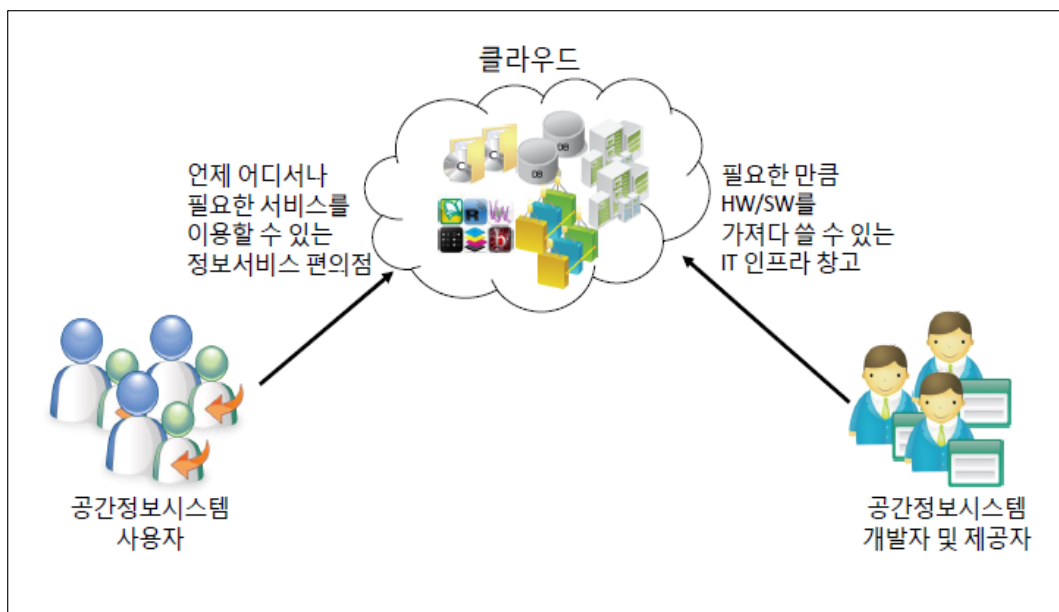 클라우드
DB
DB
언제 어디서나
필요한 서비스를
이용할 수 있는
정보서비스 편의점
필요한 만큼
HW/SW를
가져다 쓸 수 있는
IT 인프라 창고
공간정보시스템
사용자
공간정보시스템
개발자 및 제공자